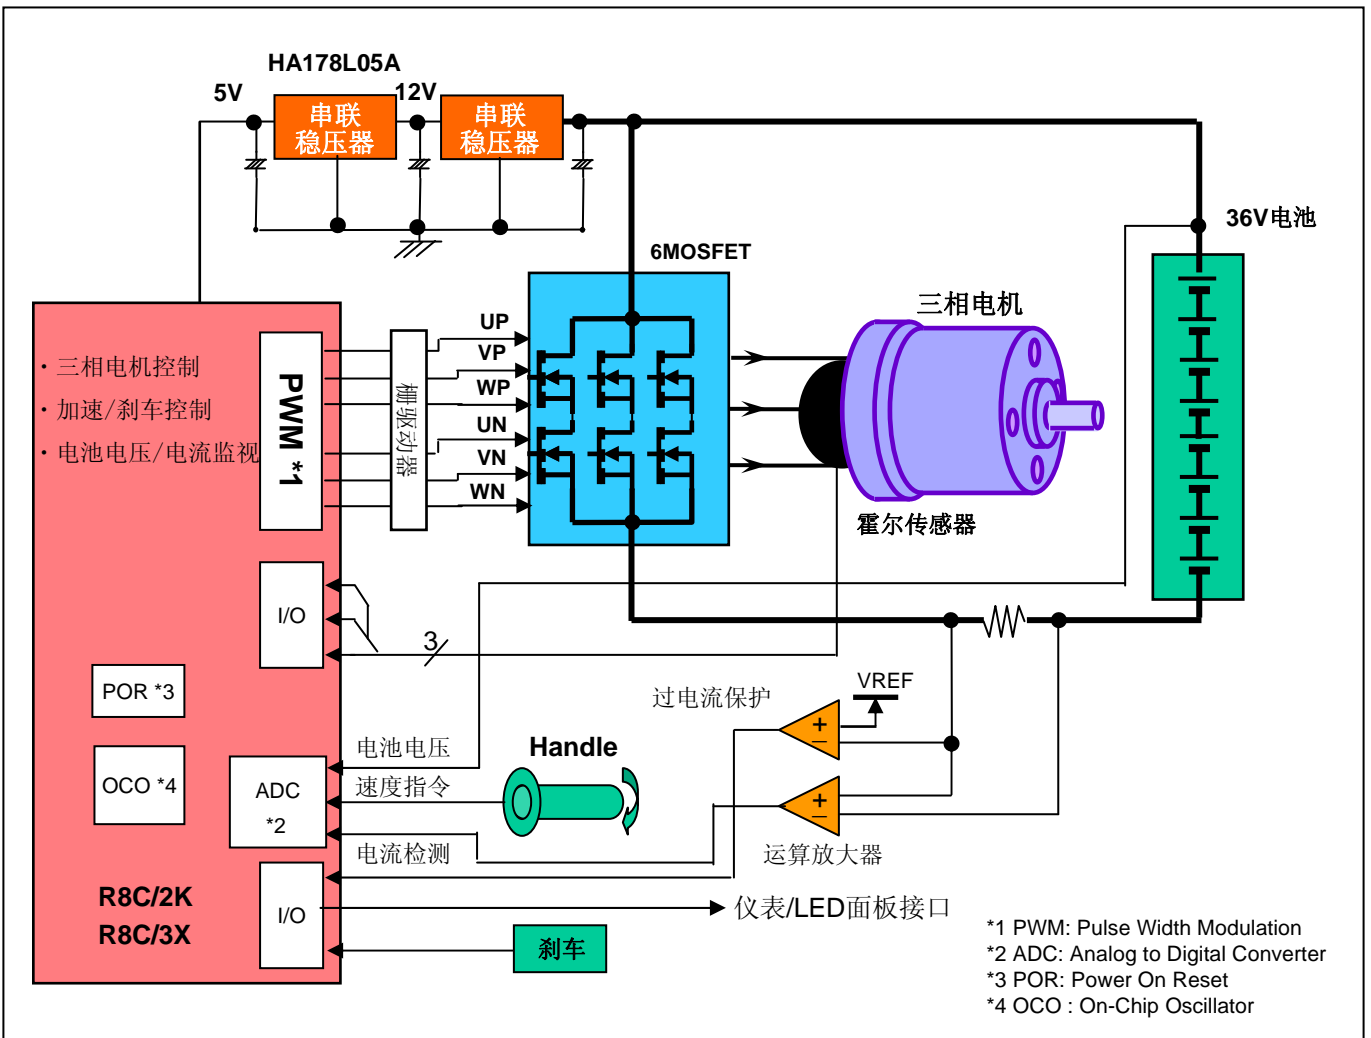 HA178L05A
5V
12V
串联
稳压器
串联
稳压器
36V电池
6MOSFET
三相电机
UP
VP
WP
UN
VN
WN
・三相电机控制
・加速/刹车控制
・电池电压/电流监视
PWM *1
栅驱动器
霍尔传感器
I/O
3
POR *3
过电流保护
VREF
+
−
电池电压
Handle
OCO *4
速度指令
ADC
*2
+
−
电流检测
运算放大器
R8C/2K
R8C/3X
I/O
仪表/LED面板接口
刹车
*1 PWM: Pulse Width Modulation
*2 ADC: Analog to Digital Converter
*3 POR: Power On Reset
*4 OCO : On-Chip Oscillator